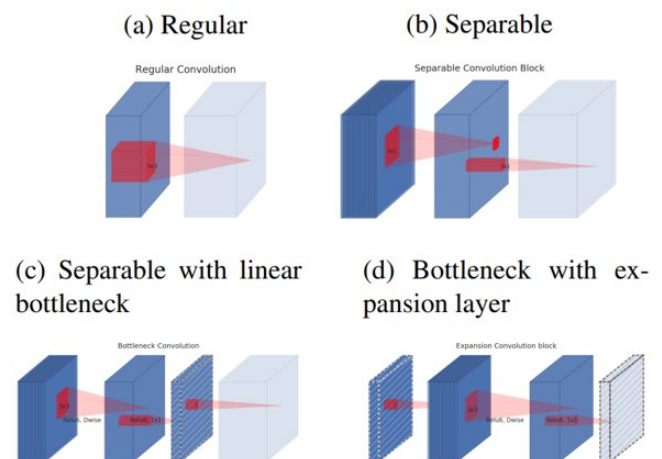 (a) Regular
(b) Separable
Regular Convolution
Separable Convolution Block
3x3
3x3
(c) Separable with linear
bottleneck
(d) Bottleneck with ex-
pansion layer
Bottleneck Convolution
Expansion Convolution block
3x3
Relu6, Dwise
Relu6, 1x1
3x3
Relu6, Dwise
Relu6, 1x1